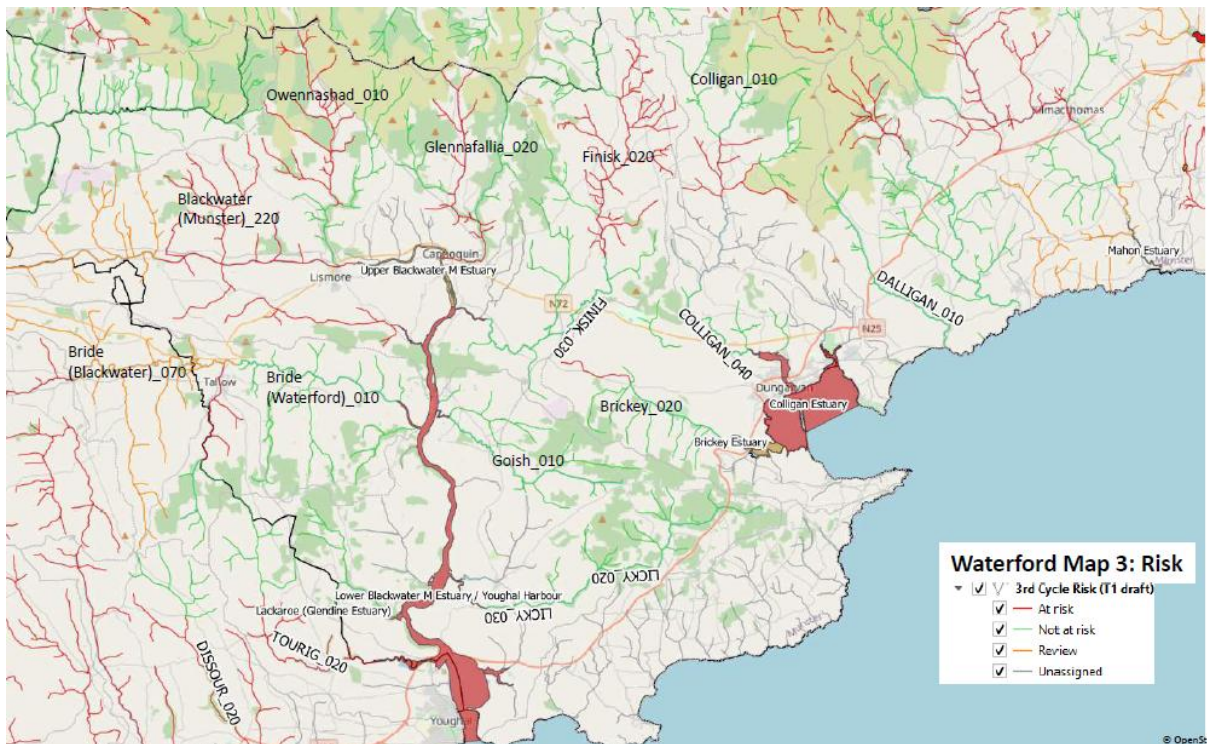 Colligan_010
Owennashad_010
Kilmacthomas
Glennafallia_020
Finisk_020
Blackwater
(Munster)_220
Mahon Estuary
Cappoquin
Upper Blackwater M Estuary
Lismore
N72
FINISK_030
COLLIGAN_040
DALLIGAN_010
N25
Bride
(Blackwater)_070
Tallow
Bride
(Waterford)_010
Dungarvan
Colligan Estuary
Brickey_020
Brickey Estuary
Goish_010
LICKY_020
Lower Blackwater M Estuary / Youghal Harbour
Lackaroe (Glendine Estuary)
LICKY_030
TOURIG_020
DISSOUR_020
Youghal
Waterford Map 3: Risk
3rd Cycle Risk (T1 draft)
At risk
Not at risk
Review
Unassigned
© OpenSt